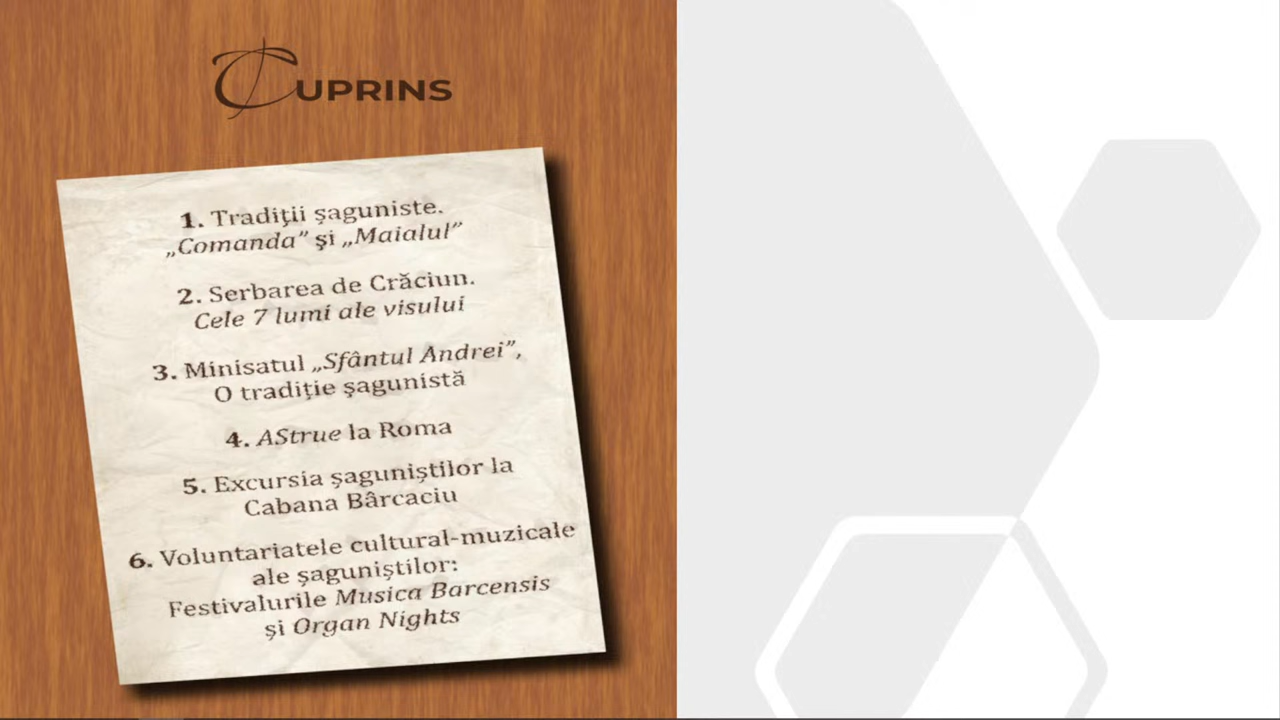 CUPRINS
1. Tradiţii şaguniste.
„Comanda” şi „Maialul”
2. Serbarea de Crăciun.
Cele 7 lumi ale visului
3. Minisatul „Sfântul Andrei”,
O tradiţie şagunistă
4. AStrue la Roma
5. Excursia şaguniştilor la
Cabana Bârcaciu
6. Voluntariatele cultural-muzicale
ale şaguniştilor:
Festivalurile Musica Barcensis
şi Organ Nights